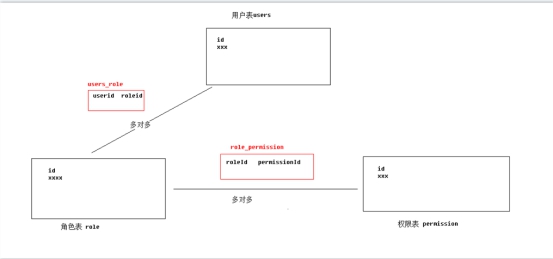 用户表users
id
xxx
users_role
userid roleid
多对多
role_permission
roleId permissionId
id
xxxx
id
xxx
多对多
角色表 role
权限表 permission